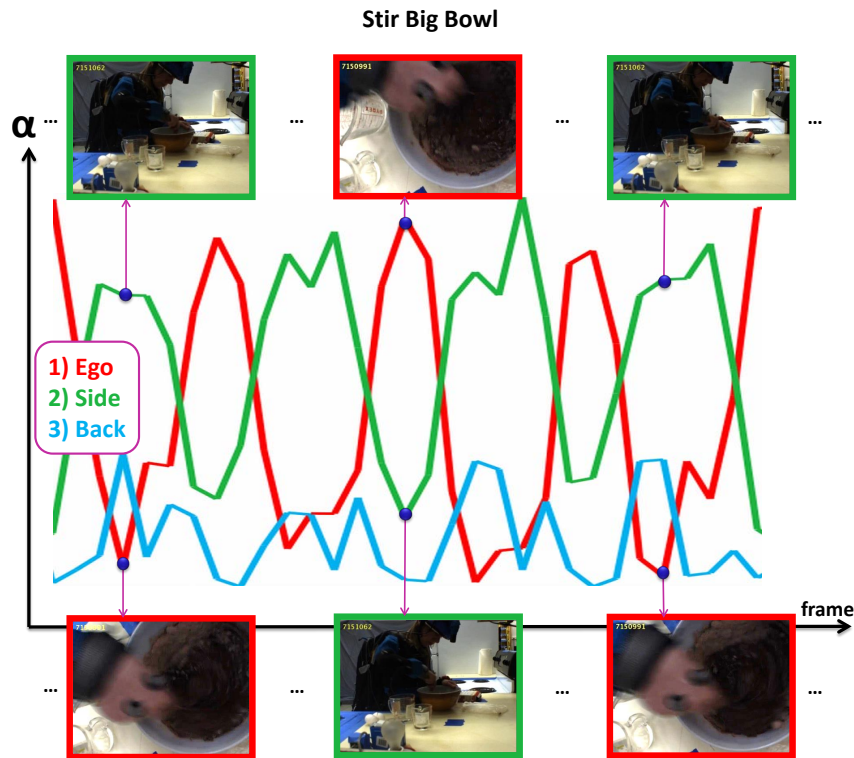 Stir Big Bowl
7151062
7150991
7151062
α
...
...
...
...
1) Ego
2) Side
3) Back
frame
7151062
7150991
...
...
...
...